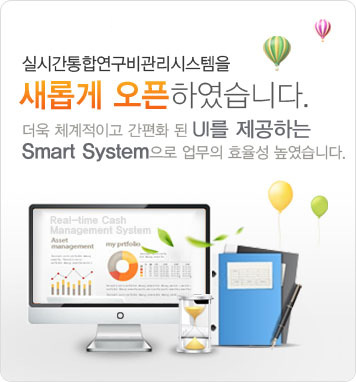 실시간통합연구비관리시스템을
새롭게 오픈하였습니다.
더욱 체계적이고 간편화 된 UI를 제공하는
Smart System으로 업무의 효율성 높였습니다.
Real-time Cash
Management System
Asset
management
my prtfolio